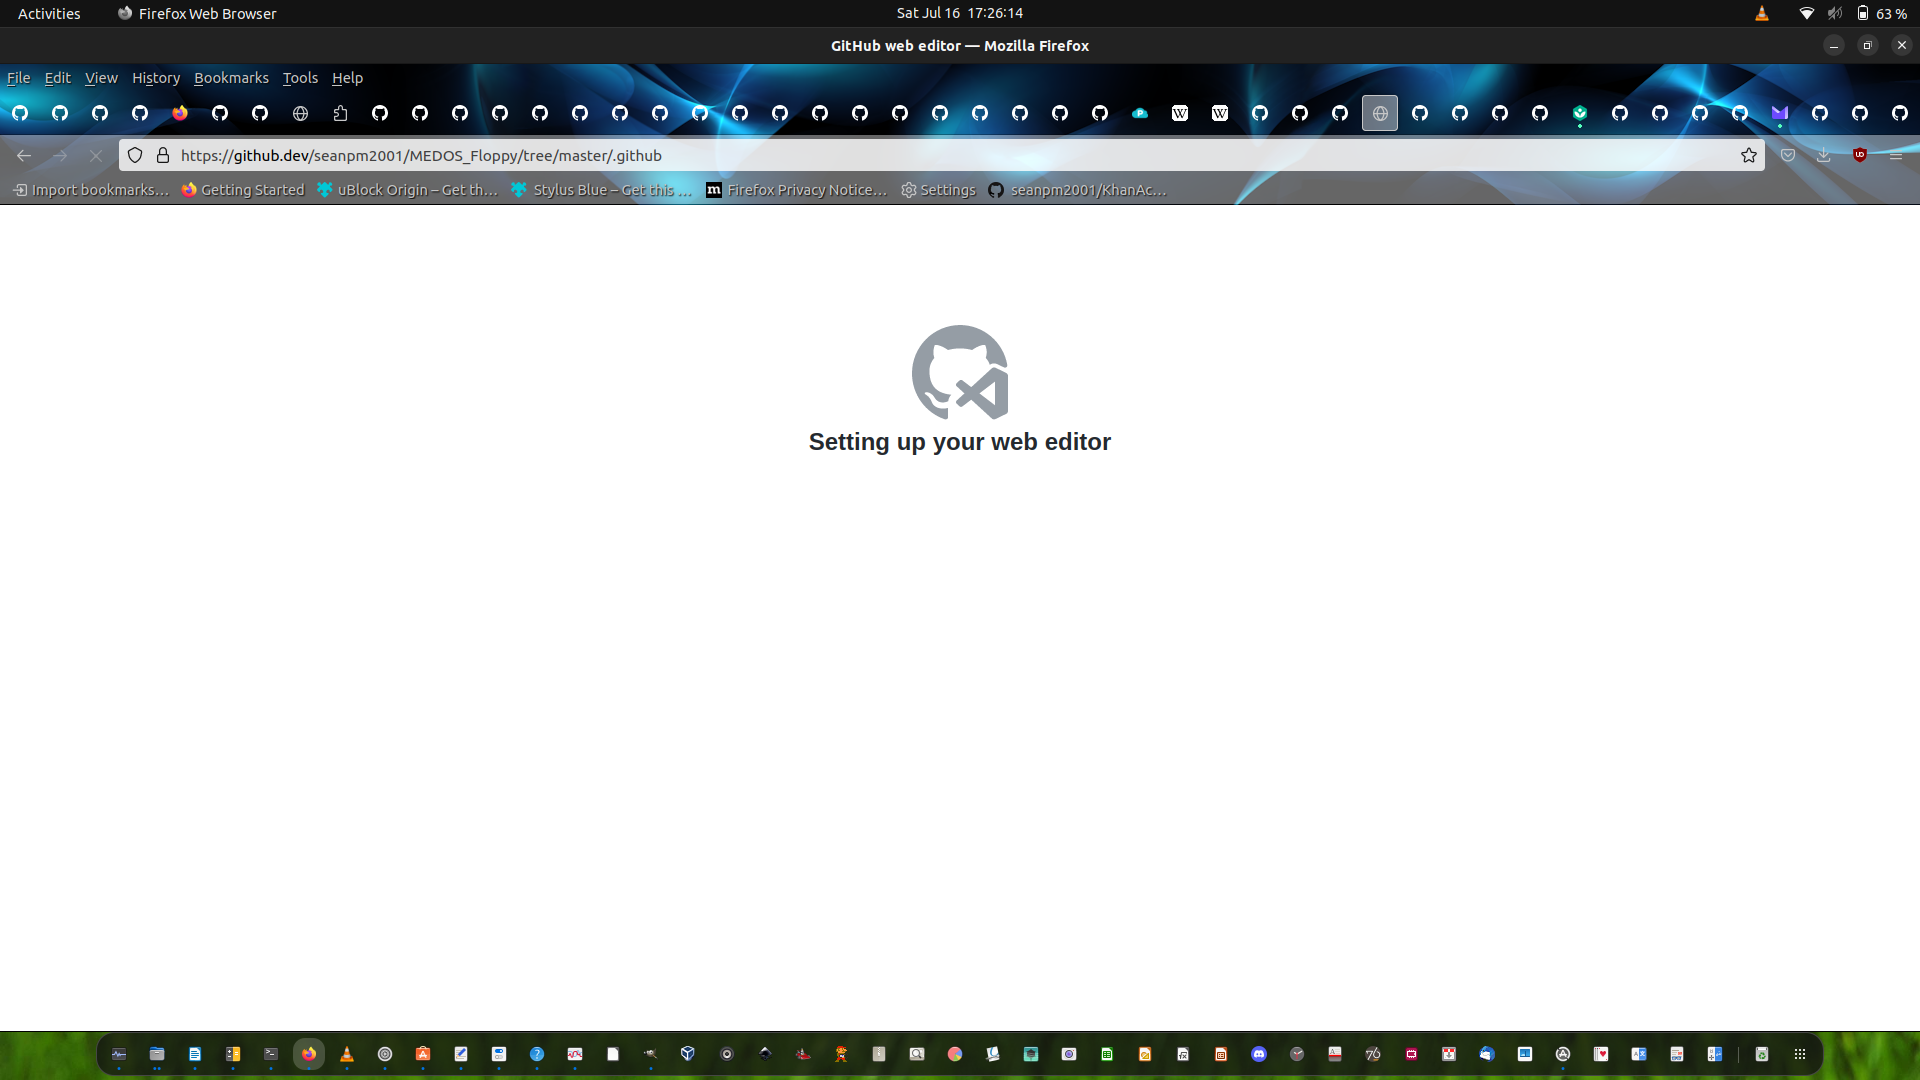 Activities
Firefox Web Browser
Sat Jul 16 17:26:14
63 %
GitHub web editor — Mozilla Firefox
File Edit View History Bookmarks Tools Help
https://github.dev/seanpm2001/MEDOS_Floppy/tree/master/.github
Import bookmarks… Getting Started uBlock Origin – Get th… Stylus Blue – Get this … Firefox Privacy Notice… Settings seanpm2001/KhanAc…
Setting up your web editor